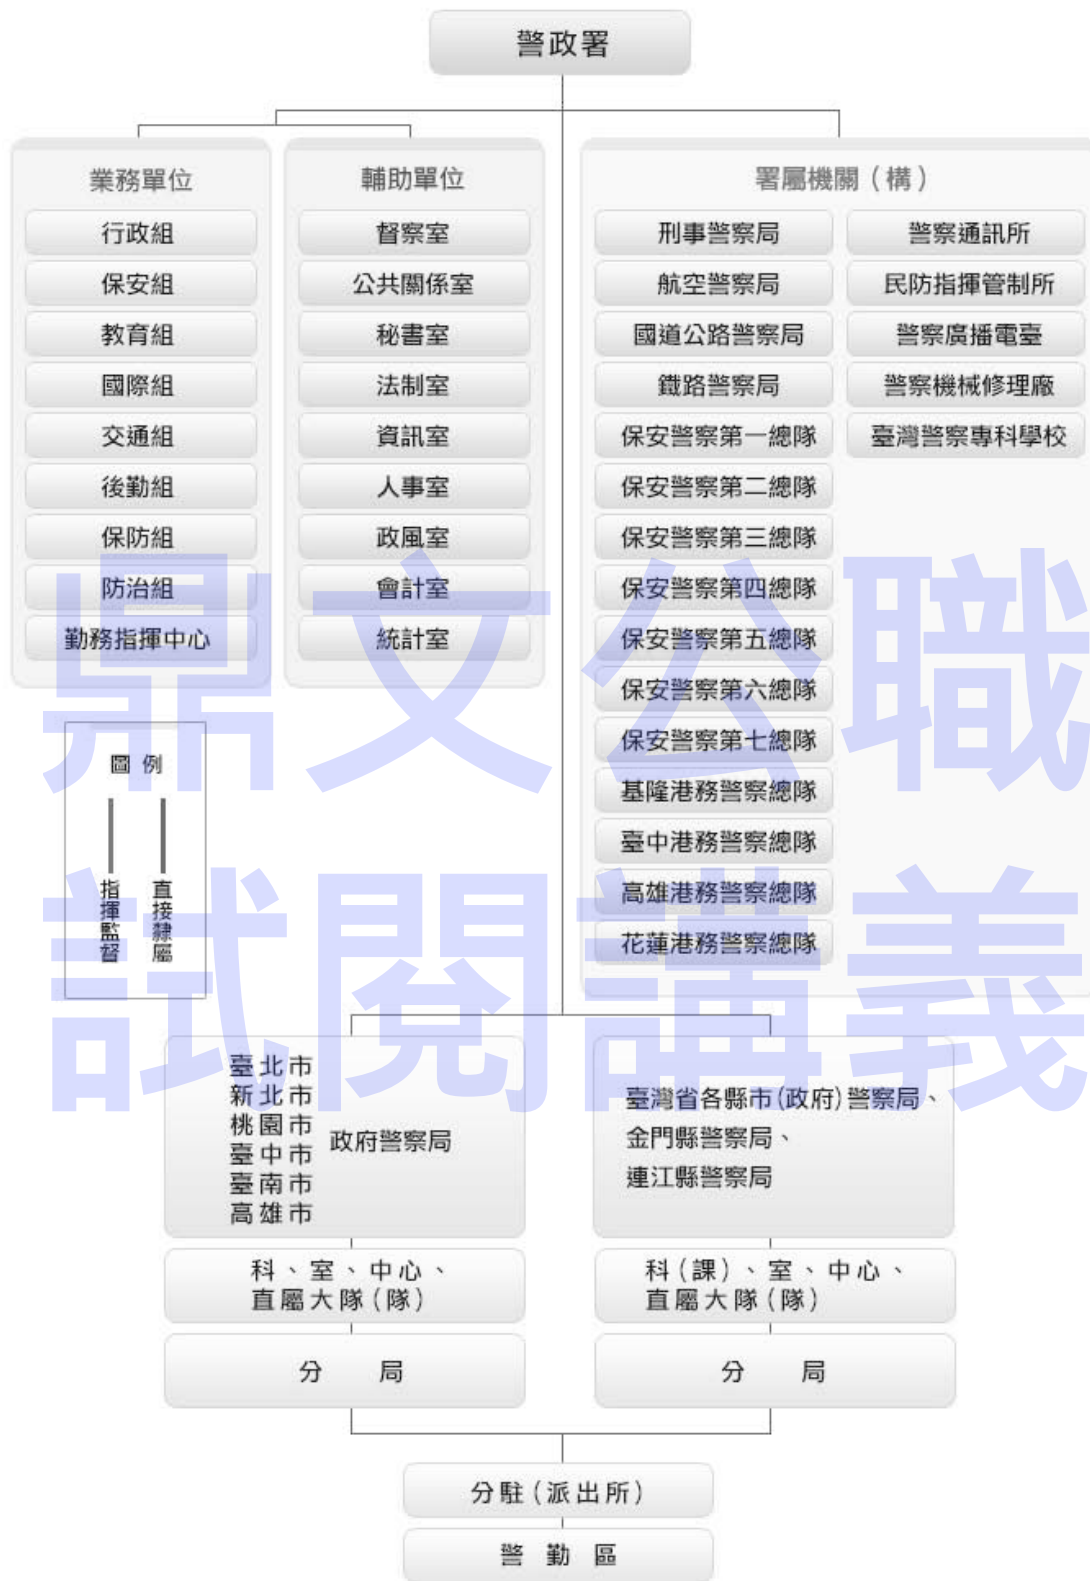 警政署
業務單位
行政組
保安組
教育組
國際組
交通組
後勤組
保防組
防治組
勤務指揮中心
輔助單位
督察室
公共關係室
秘書室
法制室
資訊室
人事室
政風室
會計室
統計室
署屬機關（構）
刑事警察局
航空警察局
國道公路警察局
鐵路警察局
保安警察第一總隊
保安警察第二總隊
保安警察第三總隊
保安警察第四總隊
保安警察第五總隊
保安警察第六總隊
保安警察第七總隊
基隆港務警察總隊
臺中港務警察總隊
高雄港務警察總隊
花蓮港務警察總隊
警察通訊所
民防指揮管制所
警察廣播電臺
警察機械修理廠
臺灣警察專科學校
圖例
指揮監督
直接隸屬
臺北市
新北市
桃園市
臺中市
臺南市
高雄市
政府警察局
科、室、中心、
直屬大隊(隊)
分局
臺灣省各縣市(政府)警察局、
金門縣警察局、
連江縣警察局
科(課)、室、中心、
直屬大隊(隊)
分局
分駐(派出所)
警勤區
鼎文公職
試閱講義